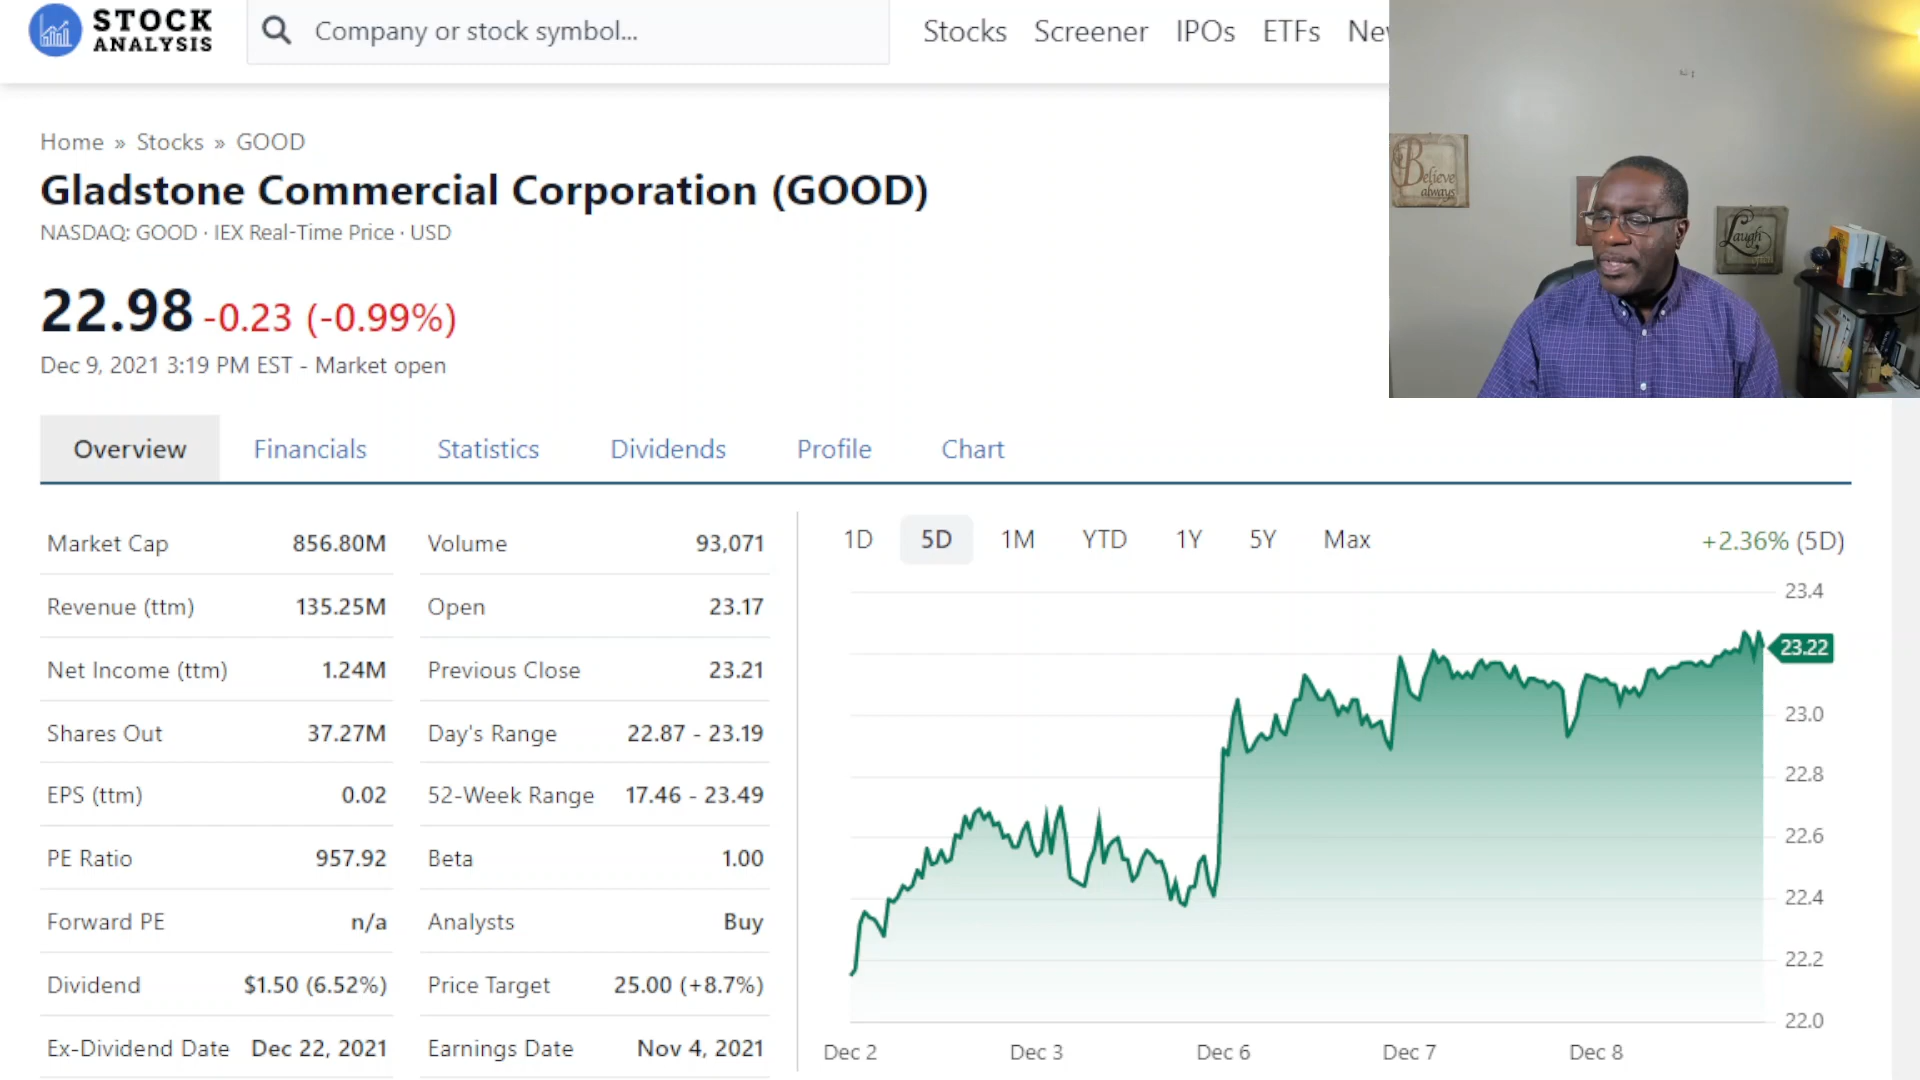 STOCK
ANALYSIS
Company or stock symbol...
Stocks Screener IPOs ETFs
Home » Stocks » GOOD
Gladstone Commercial Corporation (GOOD)
NASDAQ: GOOD · IEX Real-Time Price · USD
22.98 -0.23 (-0.99%)
Dec 9, 2021 3:19 PM EST - Market open
Believe
always
Laugh
Overview Financials Statistics Dividends Profile Chart
Market Cap 856.80M Volume 93,071
Revenue (ttm) 135.25M Open 23.17
Net Income (ttm) 1.24M Previous Close 23.21
Shares Out 37.27M Day's Range 22.87 - 23.19
EPS (ttm) 0.02 52-Week Range 17.46 - 23.49
PE Ratio 957.92 Beta 1.00
Forward PE n/a Analysts Buy
Dividend $1.50 (6.52%) Price Target 25.00 (+8.7%)
Ex-Dividend Date Dec 22, 2021 Earnings Date Nov 4, 2021
1D 5D 1M YTD 1Y 5Y Max +2.36% (5D)
23.4
23.22
23.0
22.8
22.6
22.4
22.2
22.0
Dec 2 Dec 3 Dec 6 Dec 7 Dec 8